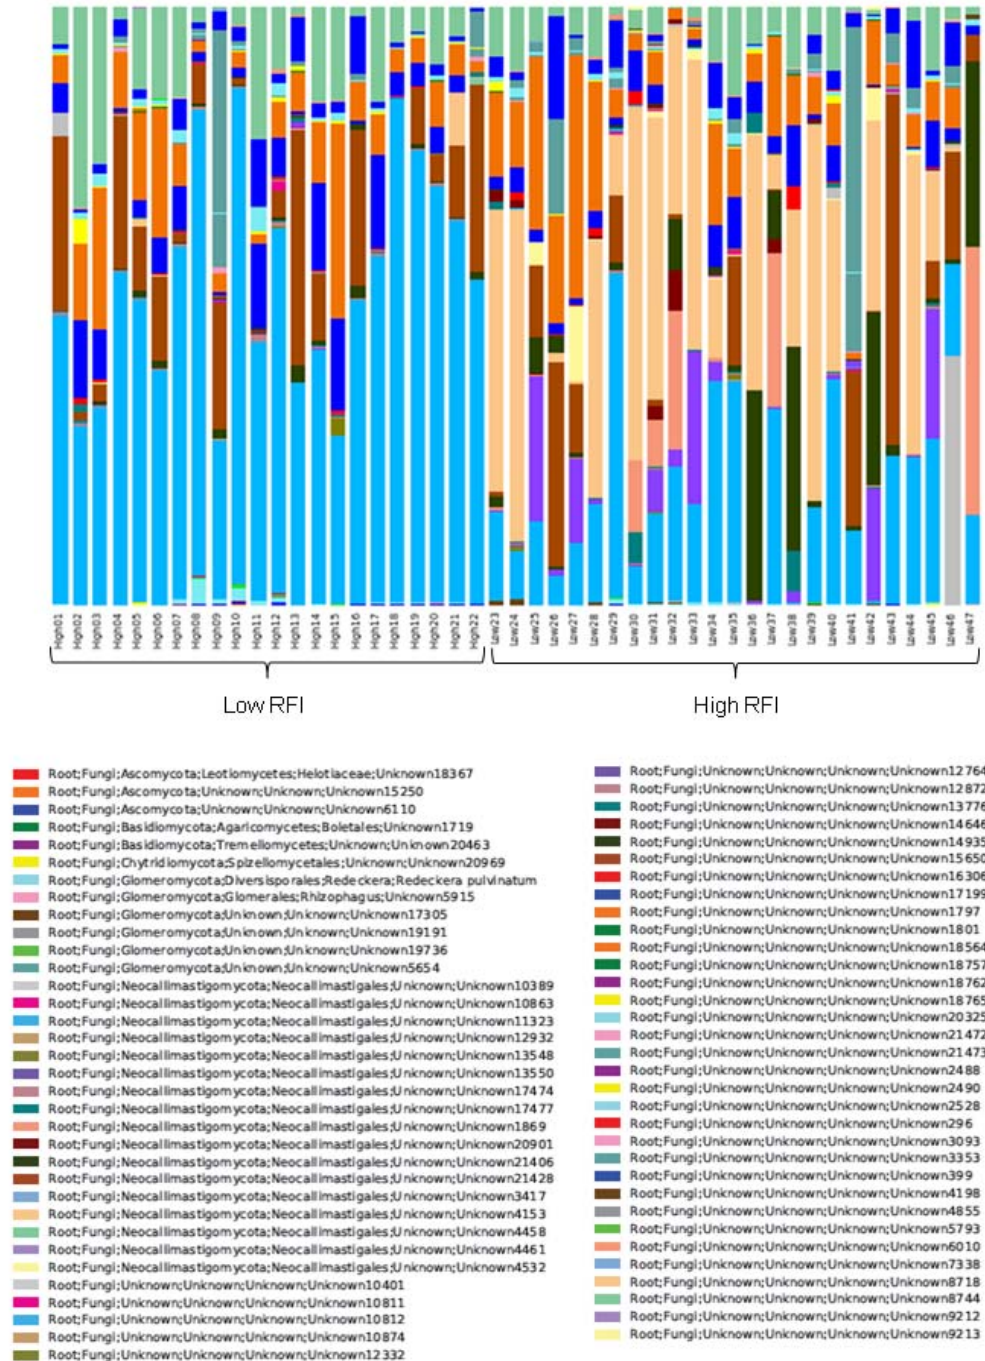 High01
High02
High03
High04
High05
High06
High07
High08
High09
High10
High11
High12
High13
High14
High15
High16
High17
High18
High19
High20
High21
High22
Low23
Low24
Low25
Low26
Low27
Low28
Low29
Low30
Low31
Low32
Low33
Low34
Low35
Low36
Low37
Low38
Low39
Low40
Low41
Low42
Low43
Low44
Low45
Low46
Low47
Low RFI
High RFI
Root;Fungi;Ascomycota;Leotiomycetes;Helotiaceae;Unknown18367
Root;Fungi;Ascomycota;Unknown;Unknown;Unknown15250
Root;Fungi;Ascomycota;Unknown;Unknown;Unknown6110
Root;Fungi;Basidiomycota;Agaricomycetes;Boletales;Unknown1719
Root;Fungi;Basidiomycota;Tremellomycetes;Unknown;Unknown20463
Root;Fungi;Chytridiomycota;Spizellomycetales;Unknown;Unknown20969
Root;Fungi;Glomeromycota;Diversisporales;Redeckera;Redeckera pulvinatum
Root;Fungi;Glomeromycota;Glomerales;Rhizophagus;Unknown5915
Root;Fungi;Glomeromycota;Unknown;Unknown;Unknown17305
Root;Fungi;Glomeromycota;Unknown;Unknown;Unknown19191
Root;Fungi;Glomeromycota;Unknown;Unknown;Unknown19736
Root;Fungi;Glomeromycota;Unknown;Unknown;Unknown5654
Root;Fungi;Neocallimastigomycota;Neocallimastigales;Unknown;Unknown10389
Root;Fungi;Neocallimastigomycota;Neocallimastigales;Unknown;Unknown10863
Root;Fungi;Neocallimastigomycota;Neocallimastigales;Unknown;Unknown11323
Root;Fungi;Neocallimastigomycota;Neocallimastigales;Unknown;Unknown12932
Root;Fungi;Neocallimastigomycota;Neocallimastigales;Unknown;Unknown13548
Root;Fungi;Neocallimastigomycota;Neocallimastigales;Unknown;Unknown13550
Root;Fungi;Neocallimastigomycota;Neocallimastigales;Unknown;Unknown17474
Root;Fungi;Neocallimastigomycota;Neocallimastigales;Unknown;Unknown17477
Root;Fungi;Neocallimastigomycota;Neocallimastigales;Unknown;Unknown1869
Root;Fungi;Neocallimastigomycota;Neocallimastigales;Unknown;Unknown20901
Root;Fungi;Neocallimastigomycota;Neocallimastigales;Unknown;Unknown21406
Root;Fungi;Neocallimastigomycota;Neocallimastigales;Unknown;Unknown21428
Root;Fungi;Neocallimastigomycota;Neocallimastigales;Unknown;Unknown3417
Root;Fungi;Neocallimastigomycota;Neocallimastigales;Unknown;Unknown4153
Root;Fungi;Neocallimastigomycota;Neocallimastigales;Unknown;Unknown4458
Root;Fungi;Neocallimastigomycota;Neocallimastigales;Unknown;Unknown4461
Root;Fungi;Neocallimastigomycota;Neocallimastigales;Unknown;Unknown4532
Root;Fungi;Unknown;Unknown;Unknown;Unknown10401
Root;Fungi;Unknown;Unknown;Unknown;Unknown10811
Root;Fungi;Unknown;Unknown;Unknown;Unknown10812
Root;Fungi;Unknown;Unknown;Unknown;Unknown10874
Root;Fungi;Unknown;Unknown;Unknown;Unknown12332
Root;Fungi;Unknown;Unknown;Unknown;Unknown12764
Root;Fungi;Unknown;Unknown;Unknown;Unknown12872
Root;Fungi;Unknown;Unknown;Unknown;Unknown13776
Root;Fungi;Unknown;Unknown;Unknown;Unknown14646
Root;Fungi;Unknown;Unknown;Unknown;Unknown14935
Root;Fungi;Unknown;Unknown;Unknown;Unknown15650
Root;Fungi;Unknown;Unknown;Unknown;Unknown16306
Root;Fungi;Unknown;Unknown;Unknown;Unknown17199
Root;Fungi;Unknown;Unknown;Unknown;Unknown1797
Root;Fungi;Unknown;Unknown;Unknown;Unknown1801
Root;Fungi;Unknown;Unknown;Unknown;Unknown18564
Root;Fungi;Unknown;Unknown;Unknown;Unknown18757
Root;Fungi;Unknown;Unknown;Unknown;Unknown18762
Root;Fungi;Unknown;Unknown;Unknown;Unknown18765
Root;Fungi;Unknown;Unknown;Unknown;Unknown20325
Root;Fungi;Unknown;Unknown;Unknown;Unknown21472
Root;Fungi;Unknown;Unknown;Unknown;Unknown21473
Root;Fungi;Unknown;Unknown;Unknown;Unknown2488
Root;Fungi;Unknown;Unknown;Unknown;Unknown2490
Root;Fungi;Unknown;Unknown;Unknown;Unknown2528
Root;Fungi;Unknown;Unknown;Unknown;Unknown296
Root;Fungi;Unknown;Unknown;Unknown;Unknown3093
Root;Fungi;Unknown;Unknown;Unknown;Unknown3353
Root;Fungi;Unknown;Unknown;Unknown;Unknown399
Root;Fungi;Unknown;Unknown;Unknown;Unknown4198
Root;Fungi;Unknown;Unknown;Unknown;Unknown4855
Root;Fungi;Unknown;Unknown;Unknown;Unknown5793
Root;Fungi;Unknown;Unknown;Unknown;Unknown6010
Root;Fungi;Unknown;Unknown;Unknown;Unknown7338
Root;Fungi;Unknown;Unknown;Unknown;Unknown8718
Root;Fungi;Unknown;Unknown;Unknown;Unknown8744
Root;Fungi;Unknown;Unknown;Unknown;Unknown9212
Root;Fungi;Unknown;Unknown;Unknown;Unknown9213